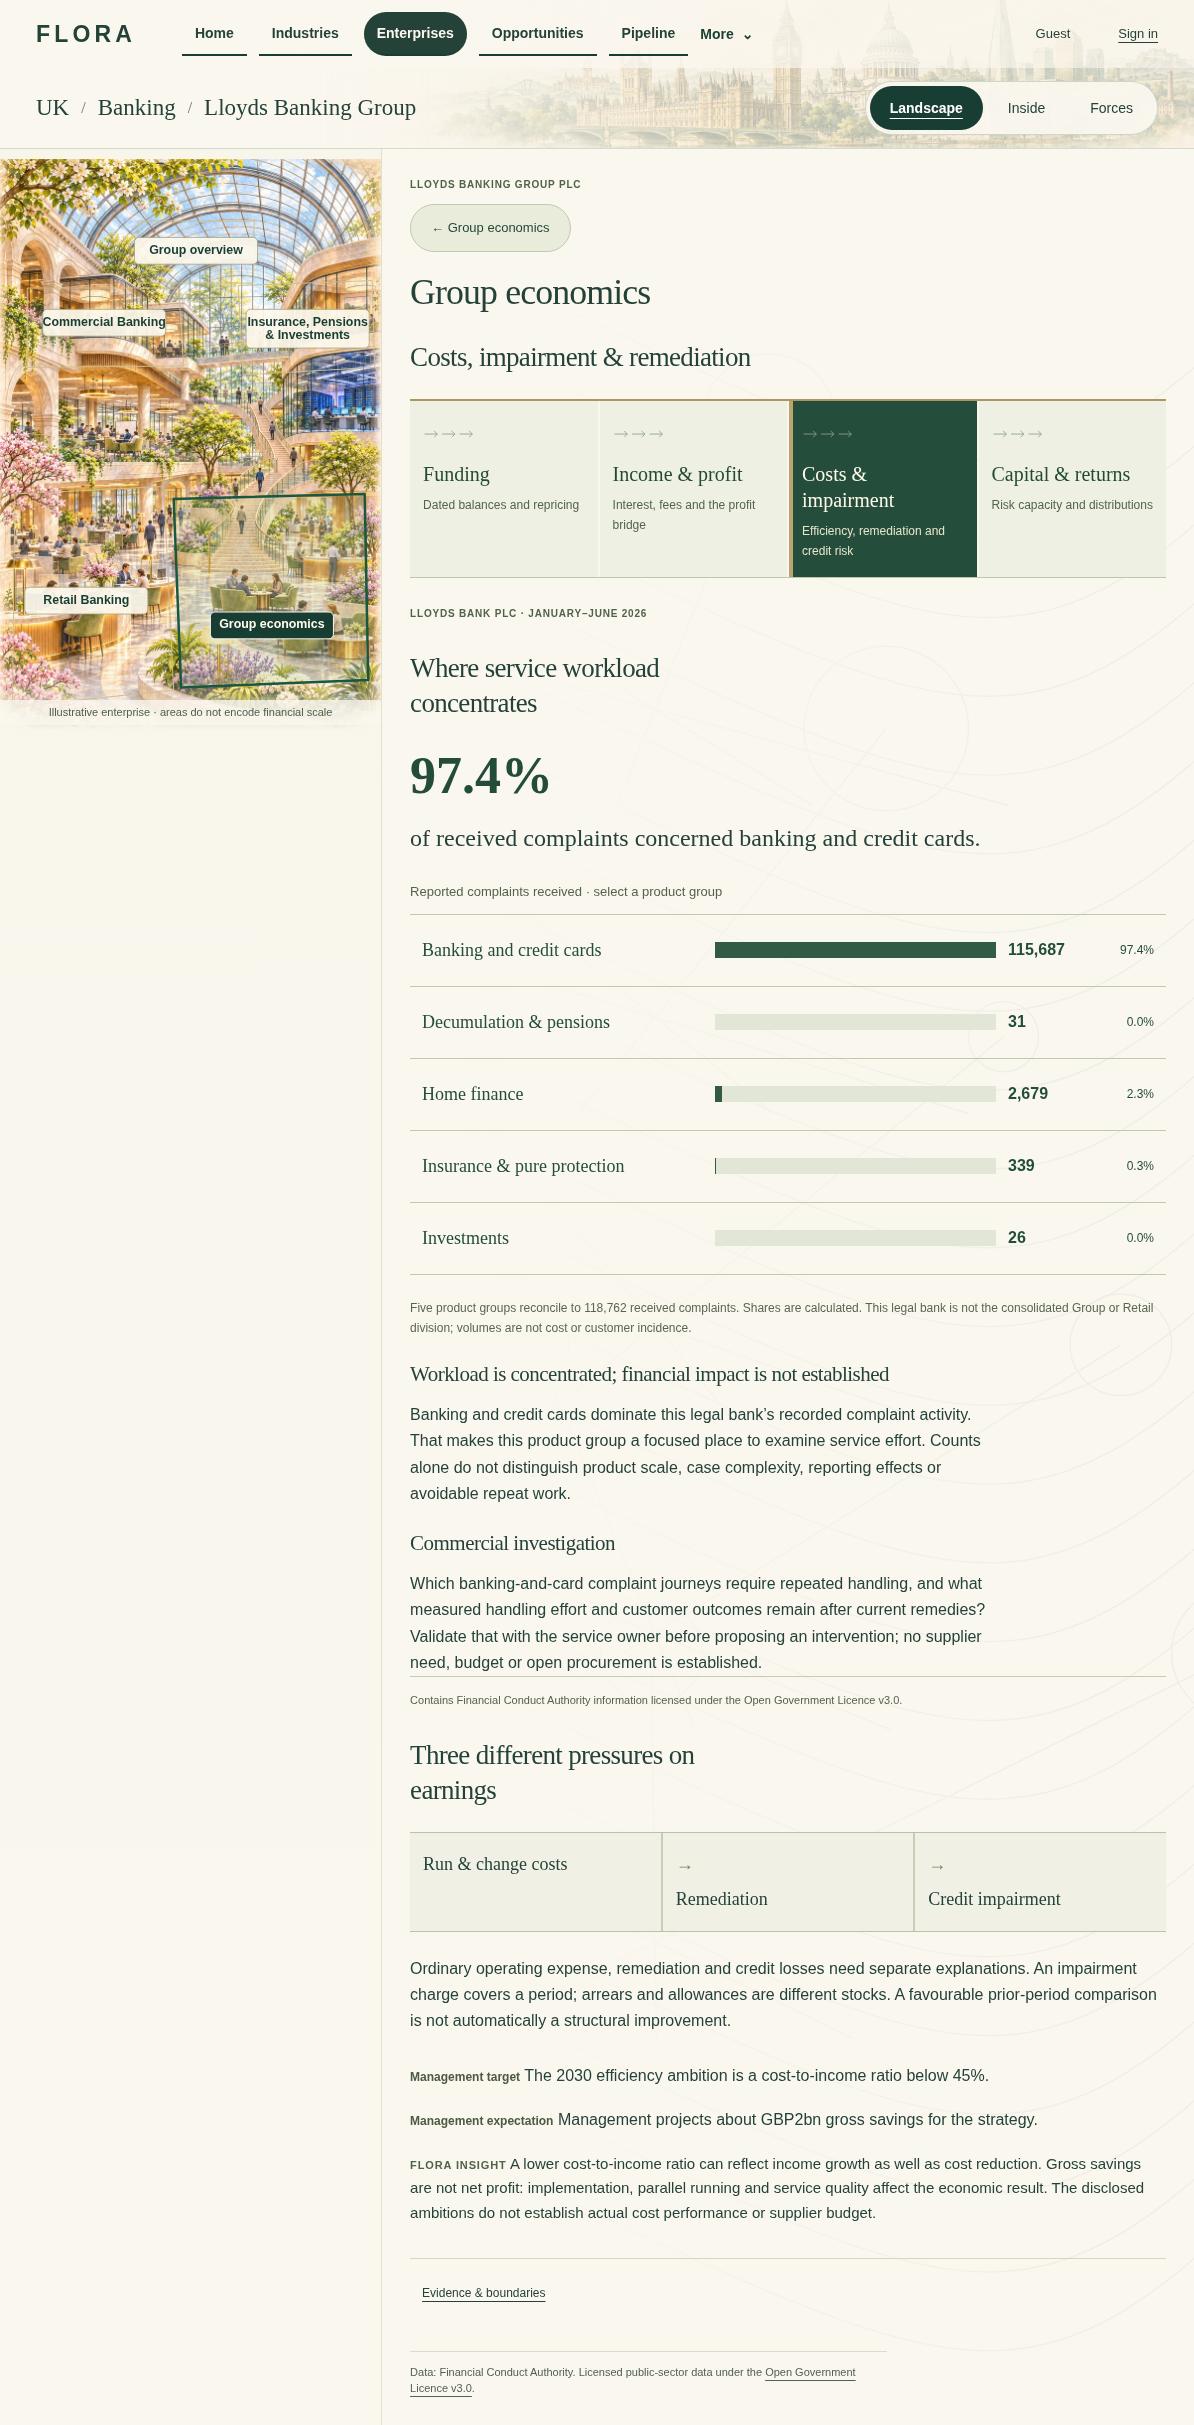 FLORA
Home
Industries
Enterprises
Opportunities
Pipeline
More
Guest
Sign in
UK / Banking / Lloyds Banking Group
Landscape
Inside
Forces
Group overview
Commercial Banking
Insurance, Pensions
& Investments
Retail Banking
Group economics
Illustrative enterprise · areas do not encode financial scale
LLOYDS BANKING GROUP PLC
← Group economics
Group economics
Costs, impairment & remediation
→→→
Funding
Dated balances and repricing
→→→
Income & profit
Interest, fees and the profit
bridge
→→→
Costs &
impairment
Efficiency, remediation and
credit risk
→→→
Capital & returns
Risk capacity and distributions
LLOYDS BANK PLC · JANUARY–JUNE 2026
Where service workload
concentrates
97.4%
of received complaints concerned banking and credit cards.
Reported complaints received · select a product group
Banking and credit cards 115,687 97.4%
Decumulation & pensions 31 0.0%
Home finance 2,679 2.3%
Insurance & pure protection 339 0.3%
Investments 26 0.0%
Five product groups reconcile to 118,762 received complaints. Shares are calculated. This legal bank is not the consolidated Group or Retail
division; volumes are not cost or customer incidence.
Workload is concentrated; financial impact is not established
Banking and credit cards dominate this legal bank’s recorded complaint activity.
That makes this product group a focused place to examine service effort. Counts
alone do not distinguish product scale, case complexity, reporting effects or
avoidable repeat work.
Commercial investigation
Which banking-and-card complaint journeys require repeated handling, and what
measured handling effort and customer outcomes remain after current remedies?
Validate that with the service owner before proposing an intervention; no supplier
need, budget or open procurement is established.
Contains Financial Conduct Authority information licensed under the Open Government Licence v3.0.
Three different pressures on
earnings
Run & change costs
→
Remediation
→
Credit impairment
Ordinary operating expense, remediation and credit losses need separate explanations. An impairment
charge covers a period; arrears and allowances are different stocks. A favourable prior-period comparison
is not automatically a structural improvement.
Management target The 2030 efficiency ambition is a cost-to-income ratio below 45%.
Management expectation Management projects about GBP2bn gross savings for the strategy.
FLORA INSIGHT A lower cost-to-income ratio can reflect income growth as well as cost reduction. Gross savings
are not net profit: implementation, parallel running and service quality affect the economic result. The disclosed
ambitions do not establish actual cost performance or supplier budget.
Evidence & boundaries
Data: Financial Conduct Authority. Licensed public-sector data under the Open Government
Licence v3.0.